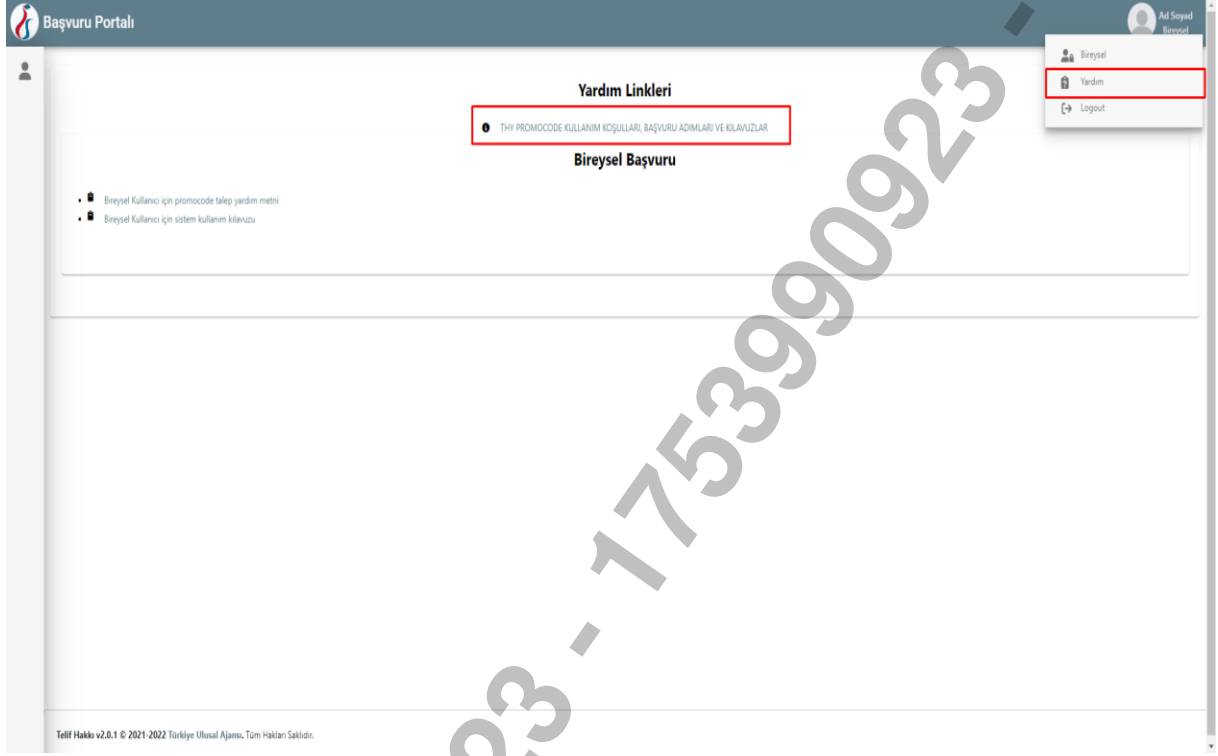 Başvuru Portalı
Ad Soyad
Bireysel
Bireysel
Yardım
Logout
Yardım Linkleri
THY PROMOCODE KULLANIM KOŞULLARI, BAŞVURU ADIMLARI VE KILAVUZLAR
Bireysel Başvuru
Bireysel Kullanıcı için promocode talep yardım metni
Bireysel Kullanıcı için sistem kullanım kılavuzu
23 - 17539909923 -
Telif Hakkı v2.0.1 © 2021-2022 Türkiye Ulusal Ajansı. Tüm Hakları Saklıdır.